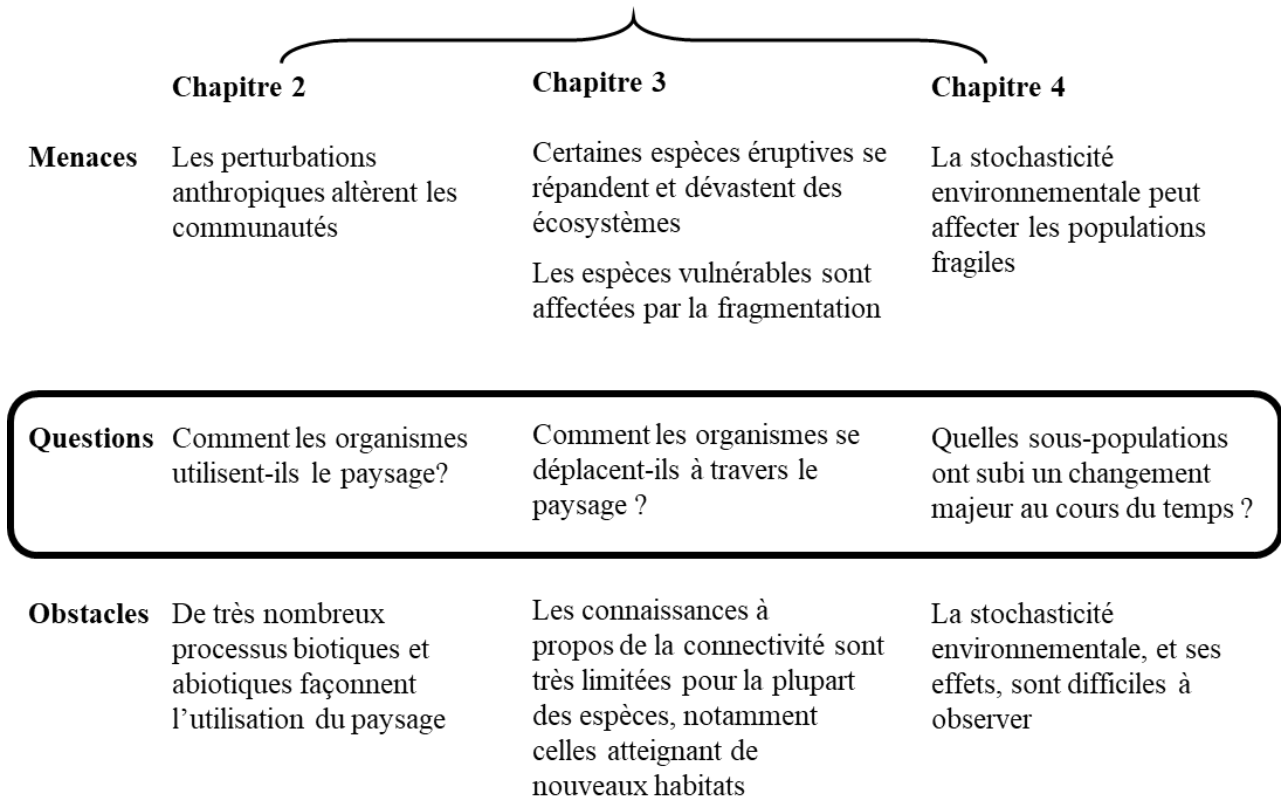 Chapitre 2
Chapitre 3
Chapitre 4
Menaces
Les perturbations
anthropiques altèrent les
communautés
Certaines espèces éruptives se
répandent et dévastent des
écosystèmes
Les espèces vulnérables sont
affectées par la fragmentation
La stochasticité
environnementale peut
affecter les populations
fragiles
Questions
Comment les organismes
utilisent-ils le paysage?
Comment les organismes se
déplacent-ils à travers le
paysage ?
Quelles sous-populations
ont subi un changement
majeur au cours du temps ?
Obstacles
De très nombreux
processus biotiques et
abiotiques façonnent
l’utilisation du paysage
Les connaissances à
propos de la connectivité sont
très limitées pour la plupart
des espèces, notamment
celles atteignant de
nouveaux habitats
La stochasticité
environnementale, et ses
effets, sont difficiles à
observer